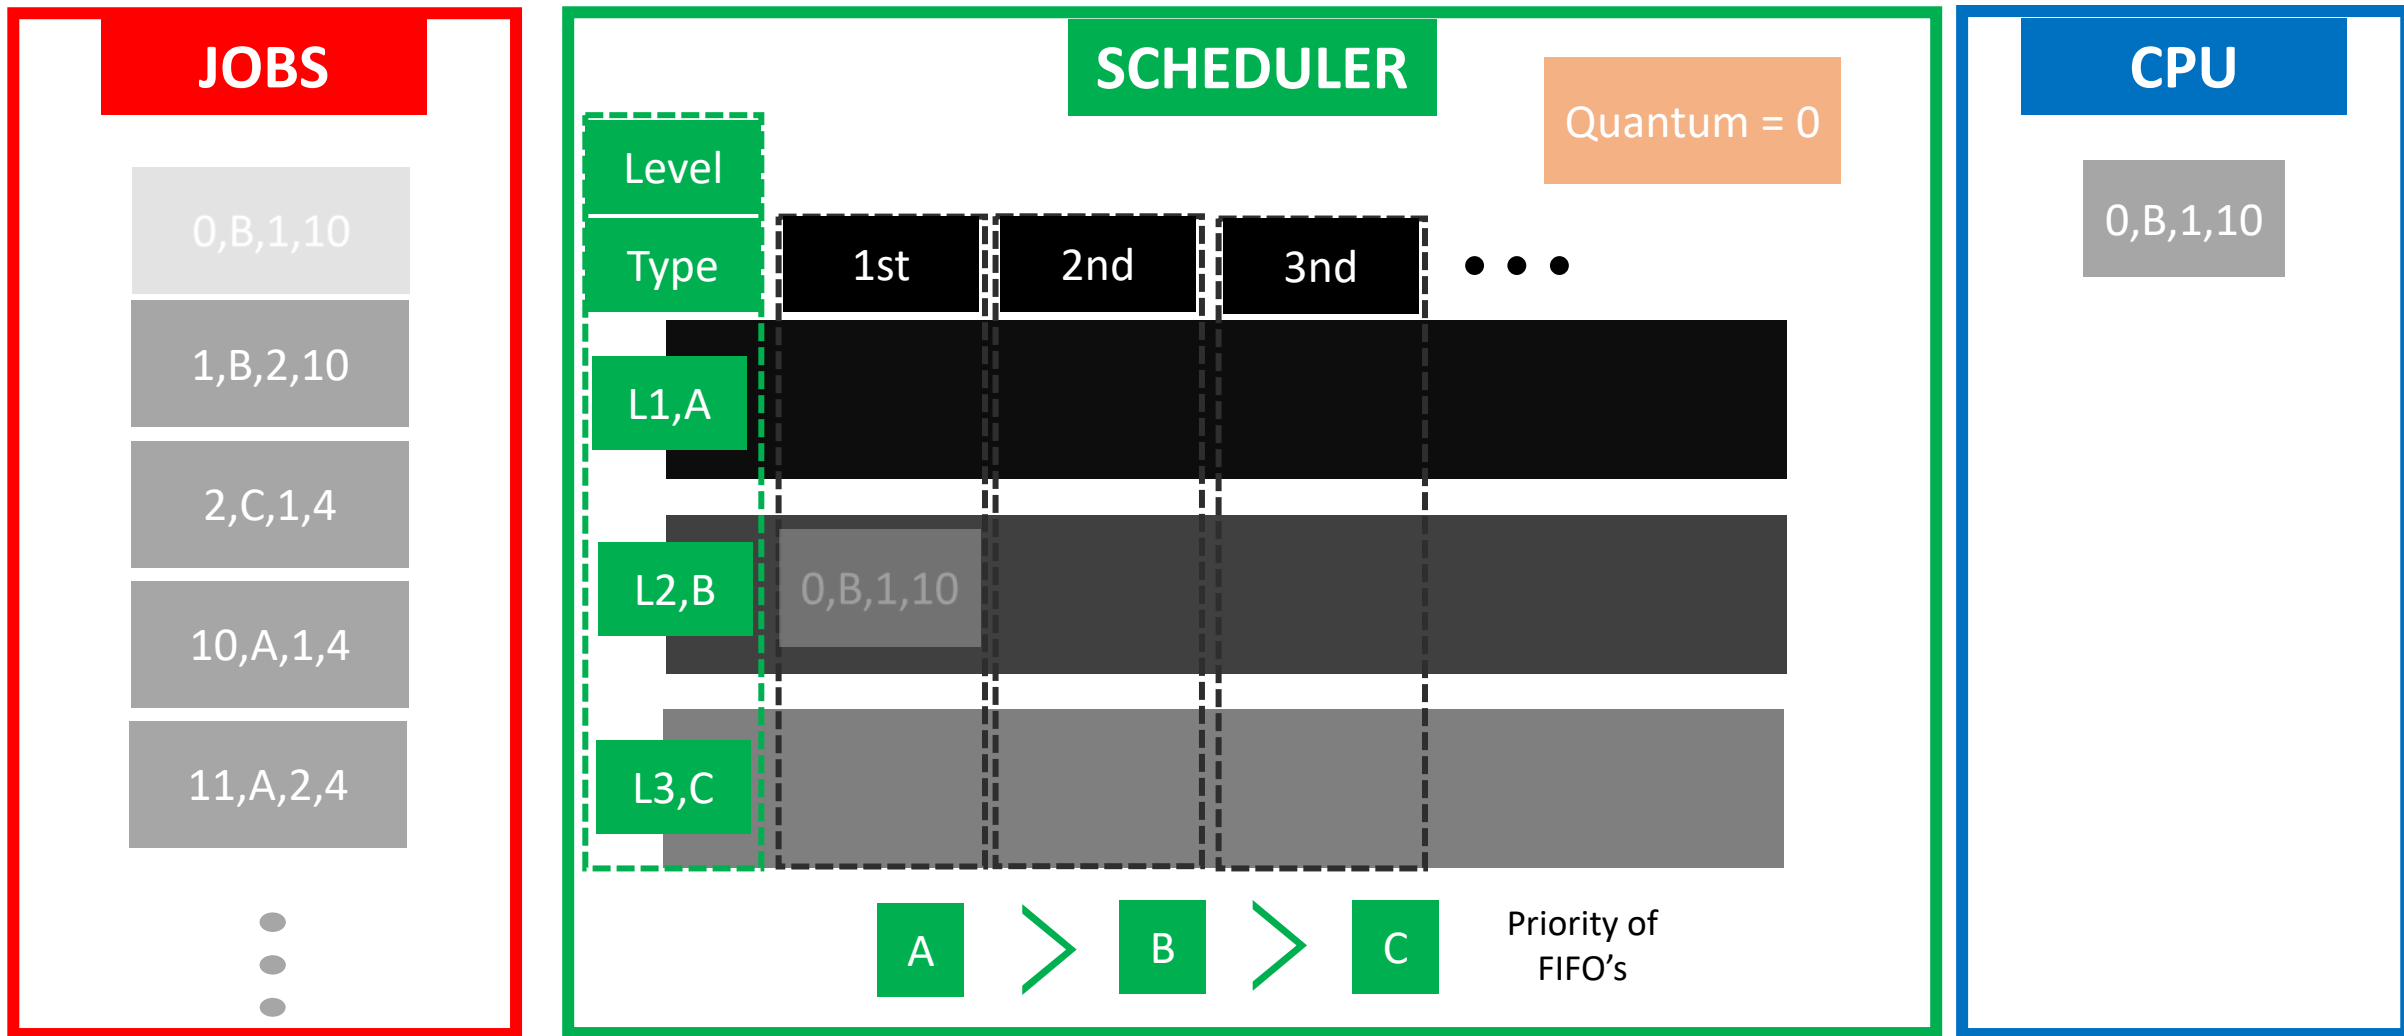 JOBS
0,B,1,10
1,B,2,10
2,C,1,4
10,A,1,4
11,A,2,4
SCHEDULER
Quantum = 0
Level
Type
1st
2nd
3nd
L1,A
L2,B
0,B,1,10
L3,C
A
B
C
Priority of
FIFO’s
CPU
0,B,1,10